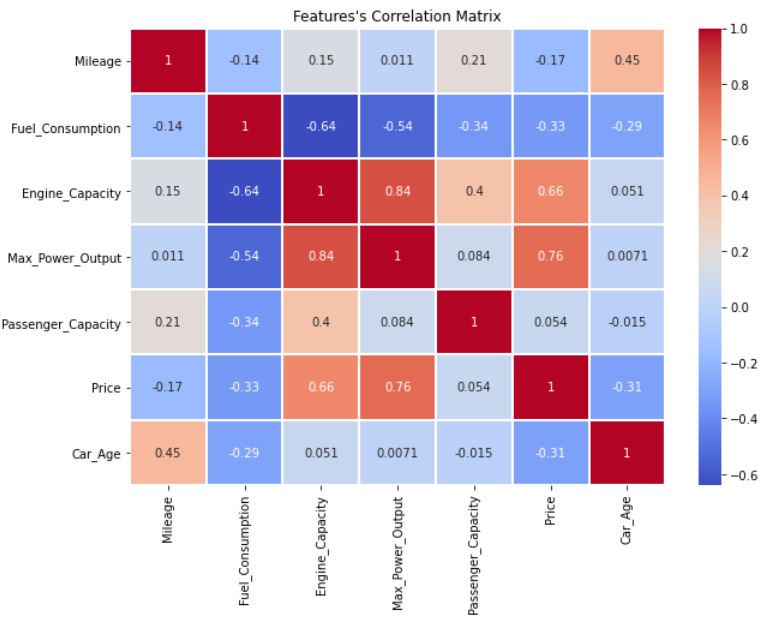 Features's Correlation Matrix
Mileage 1 -0.14 0.15 0.011 0.21 -0.17 0.45
Fuel_Consumption -0.14 1 -0.64 -0.54 -0.34 -0.33 -0.29
Engine_Capacity 0.15 -0.64 1 0.84 0.4 0.66 0.051
Max_Power_Output 0.011 -0.54 0.84 1 0.084 0.76 0.0071
Passenger_Capacity 0.21 -0.34 0.4 0.084 1 0.054 -0.015
Price -0.17 -0.33 0.66 0.76 0.054 1 -0.31
Car_Age 0.45 -0.29 0.051 0.0071 -0.015 -0.31 1
Mileage
Fuel_Consumption
Engine_Capacity
Max_Power_Output
Passenger_Capacity
Price
Car_Age
1.0
0.8
0.6
0.4
0.2
0.0
−0.2
−0.4
−0.6